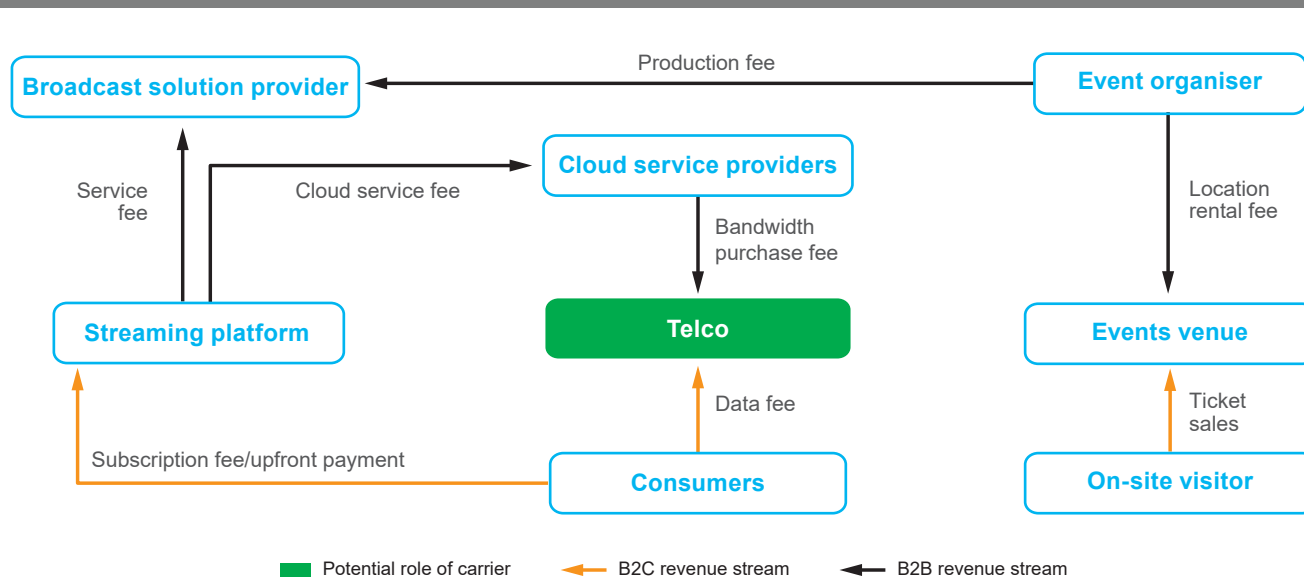 Production fee
Broadcast solution provider
Event organiser
Cloud service providers
Service
fee
Cloud service fee
Location
rental fee
Bandwidth
purchase fee
Streaming platform
Telco
Events venue
Data fee
Ticket
sales
Subscription fee/upfront payment
Consumers
On-site visitor
Potential role of carrier
B2C revenue stream
B2B revenue stream